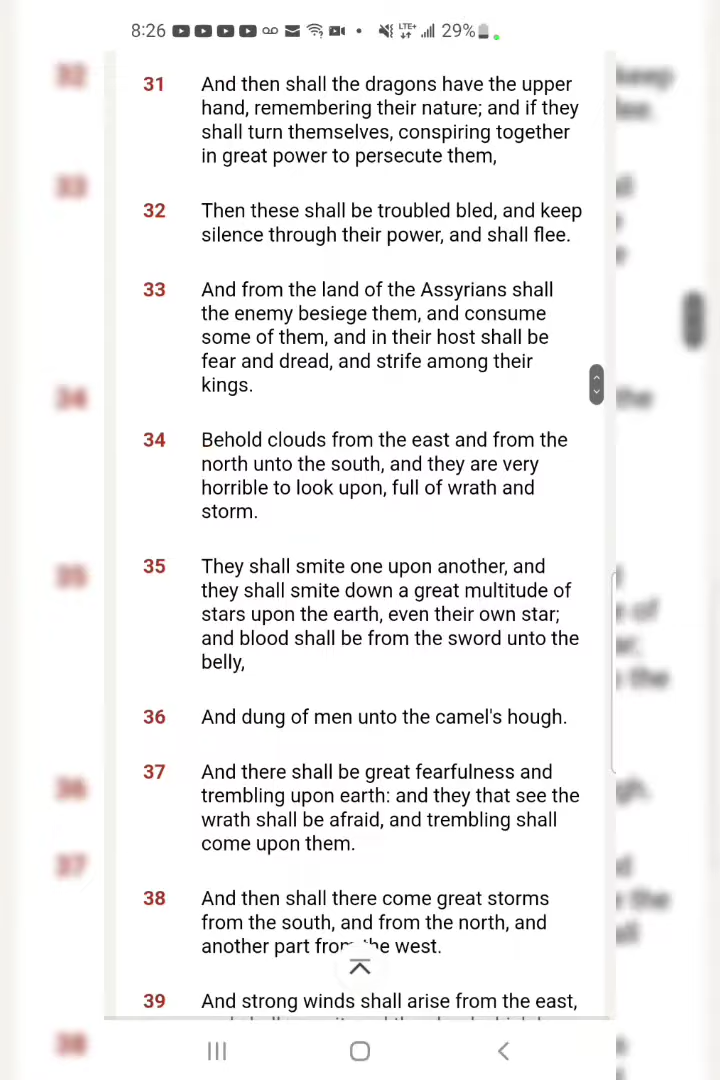 8:26 LTE+ 29%
31 And then shall the dragons have the upper
hand, remembering their nature; and if they
shall turn themselves, conspiring together
in great power to persecute them,
32 Then these shall be troubled bled, and keep
silence through their power, and shall flee.
33 And from the land of the Assyrians shall
the enemy besiege them, and consume
some of them, and in their host shall be
fear and dread, and strife among their
kings.
34 Behold clouds from the east and from the
north unto the south, and they are very
horrible to look upon, full of wrath and
storm.
35 They shall smite one upon another, and
they shall smite down a great multitude of
stars upon the earth, even their own star;
and blood shall be from the sword unto the
belly,
36 And dung of men unto the camel's hough.
37 And there shall be great fearfulness and
trembling upon earth: and they that see the
wrath shall be afraid, and trembling shall
come upon them.
38 And then shall there come great storms
from the south, and from the north, and
another part from the west.
39 And strong winds shall arise from the east,